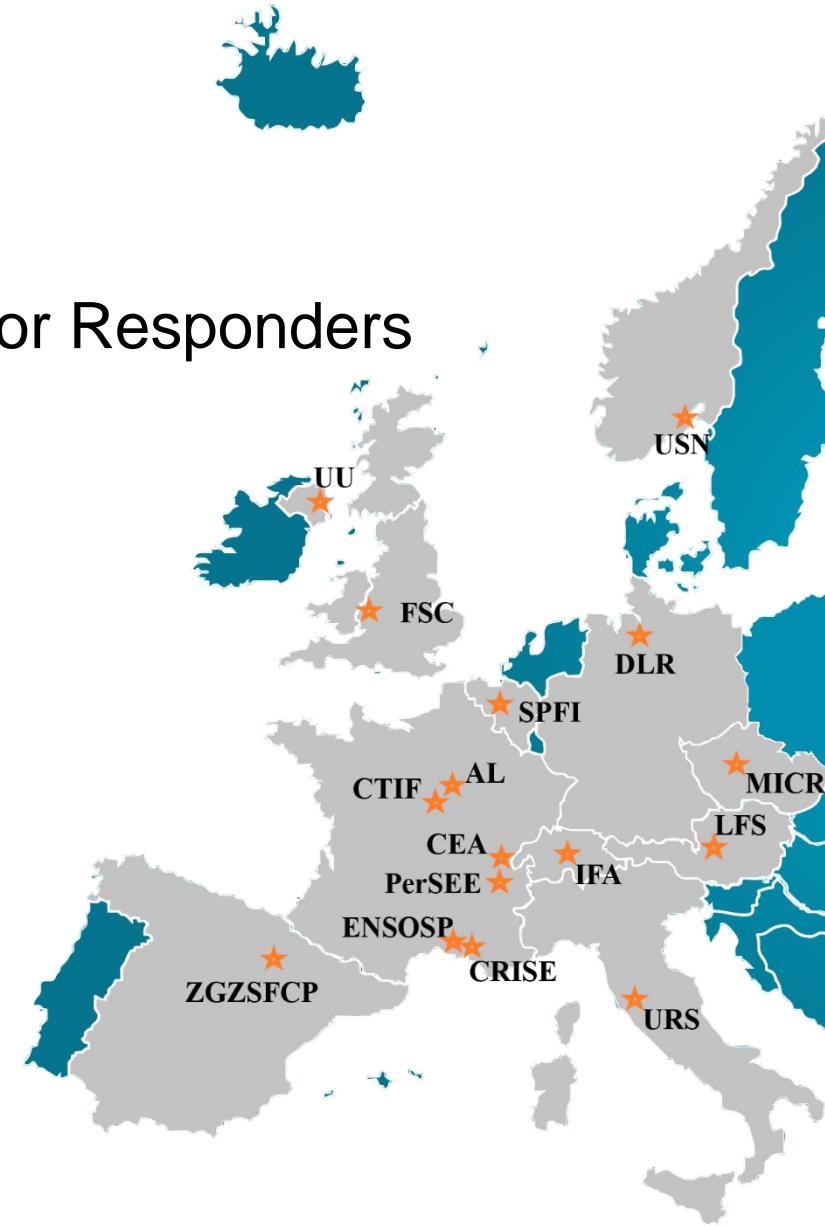 or Responders
USN
UU
FSC
DLR
SPFI
AL
CTIF
MICR
LFS
CEA
IFA
PerSEE
ENSOSP
CRISE
ZGZSFCP
URS